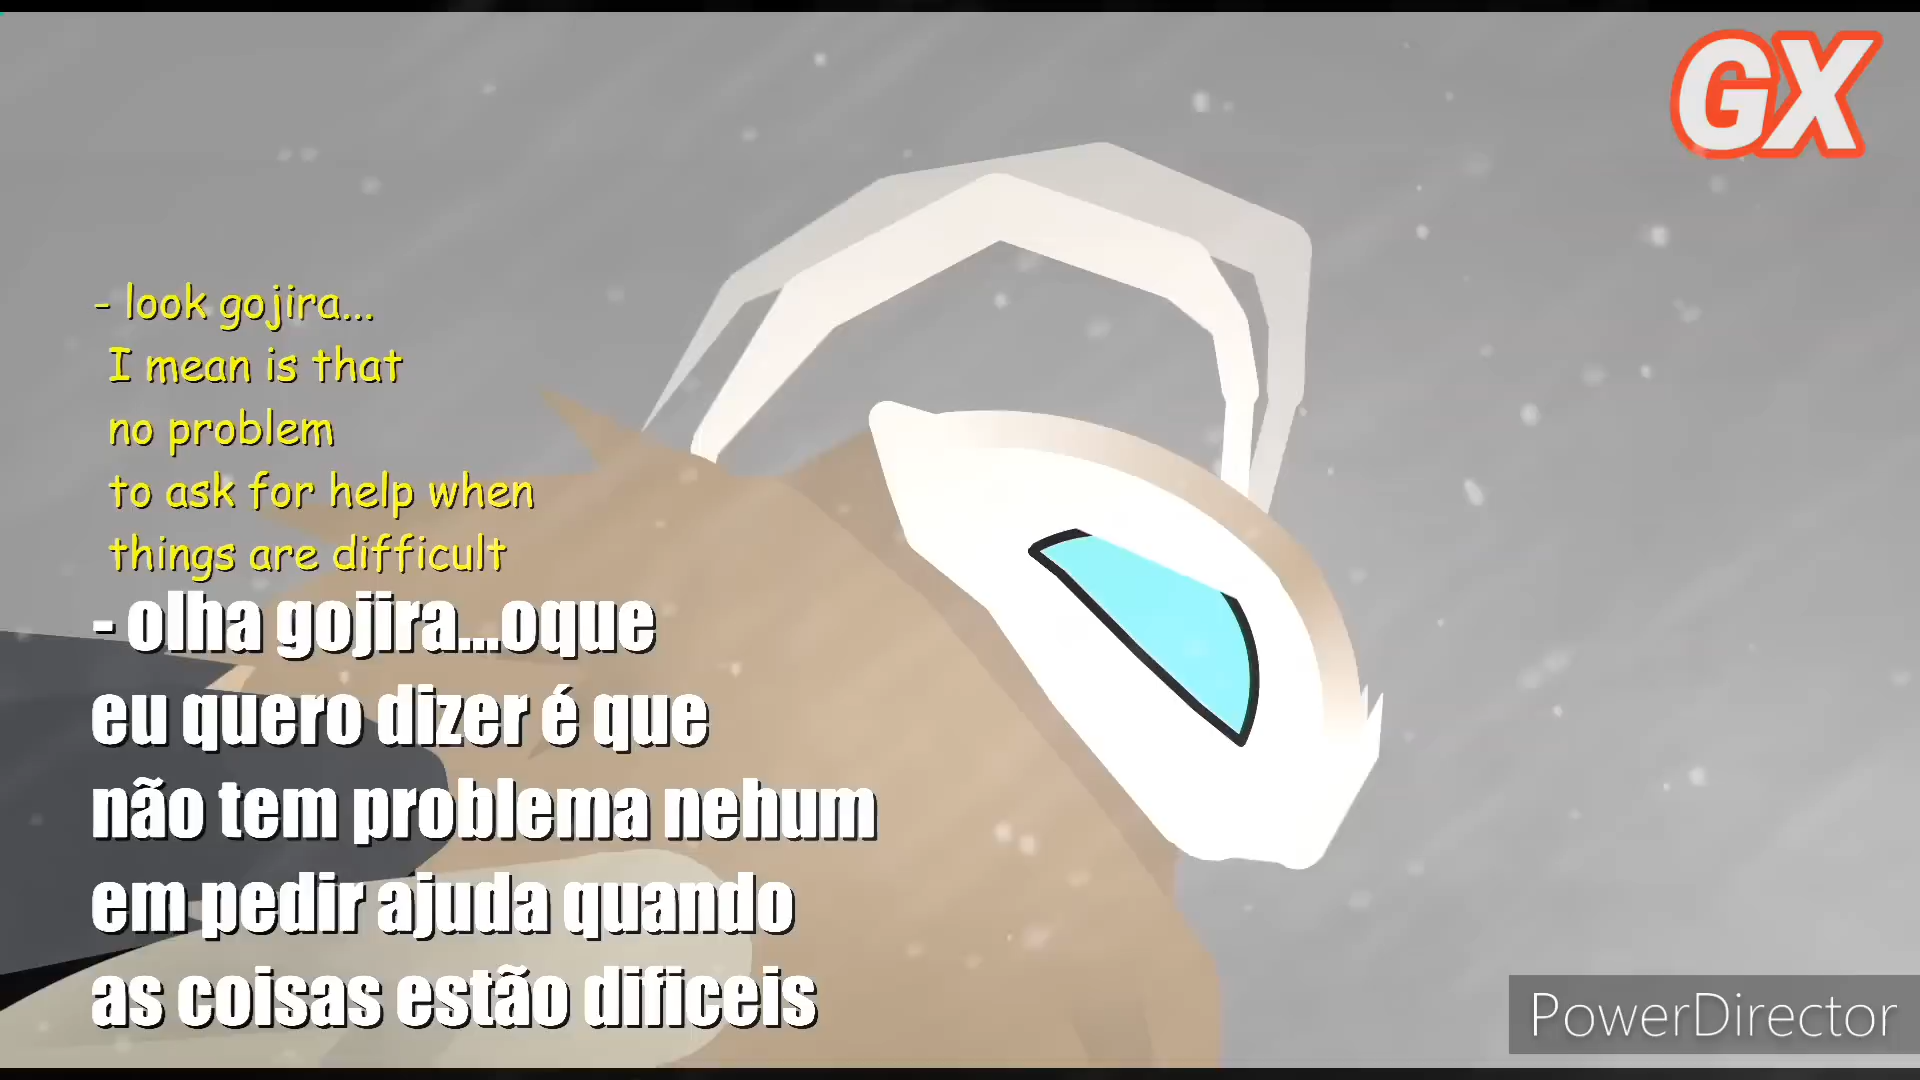 GX
- look gojira...
I mean is that
no problem
to ask for help when
things are difficult
- olha gojira...oque
eu quero dizer é que
não tem problema nehum
em pedir ajuda quando
as coisas estão dificeis
PowerDirector